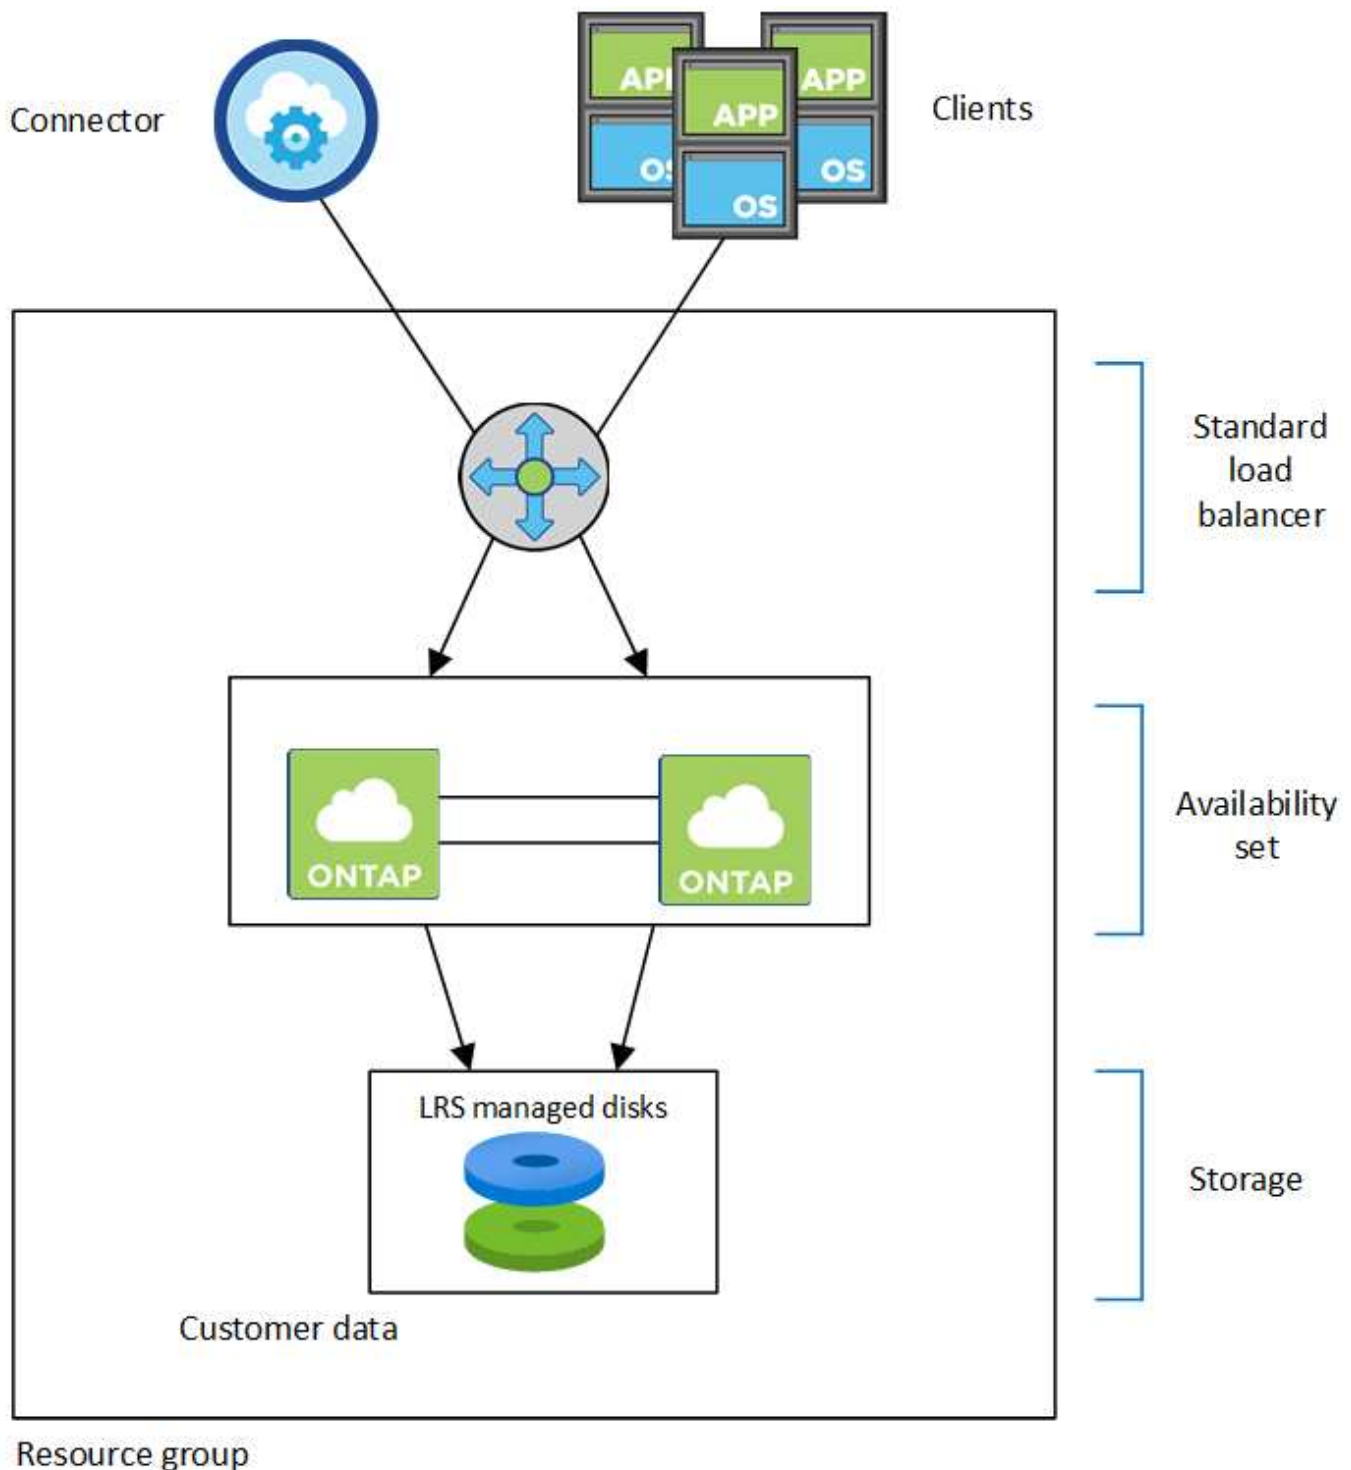 Connector
APP
APP
APP
OS
OS
OS
Clients
Standard
load
balancer
ONTAP
ONTAP
Availability
set
LRS managed disks
Storage
Customer data
Resource group